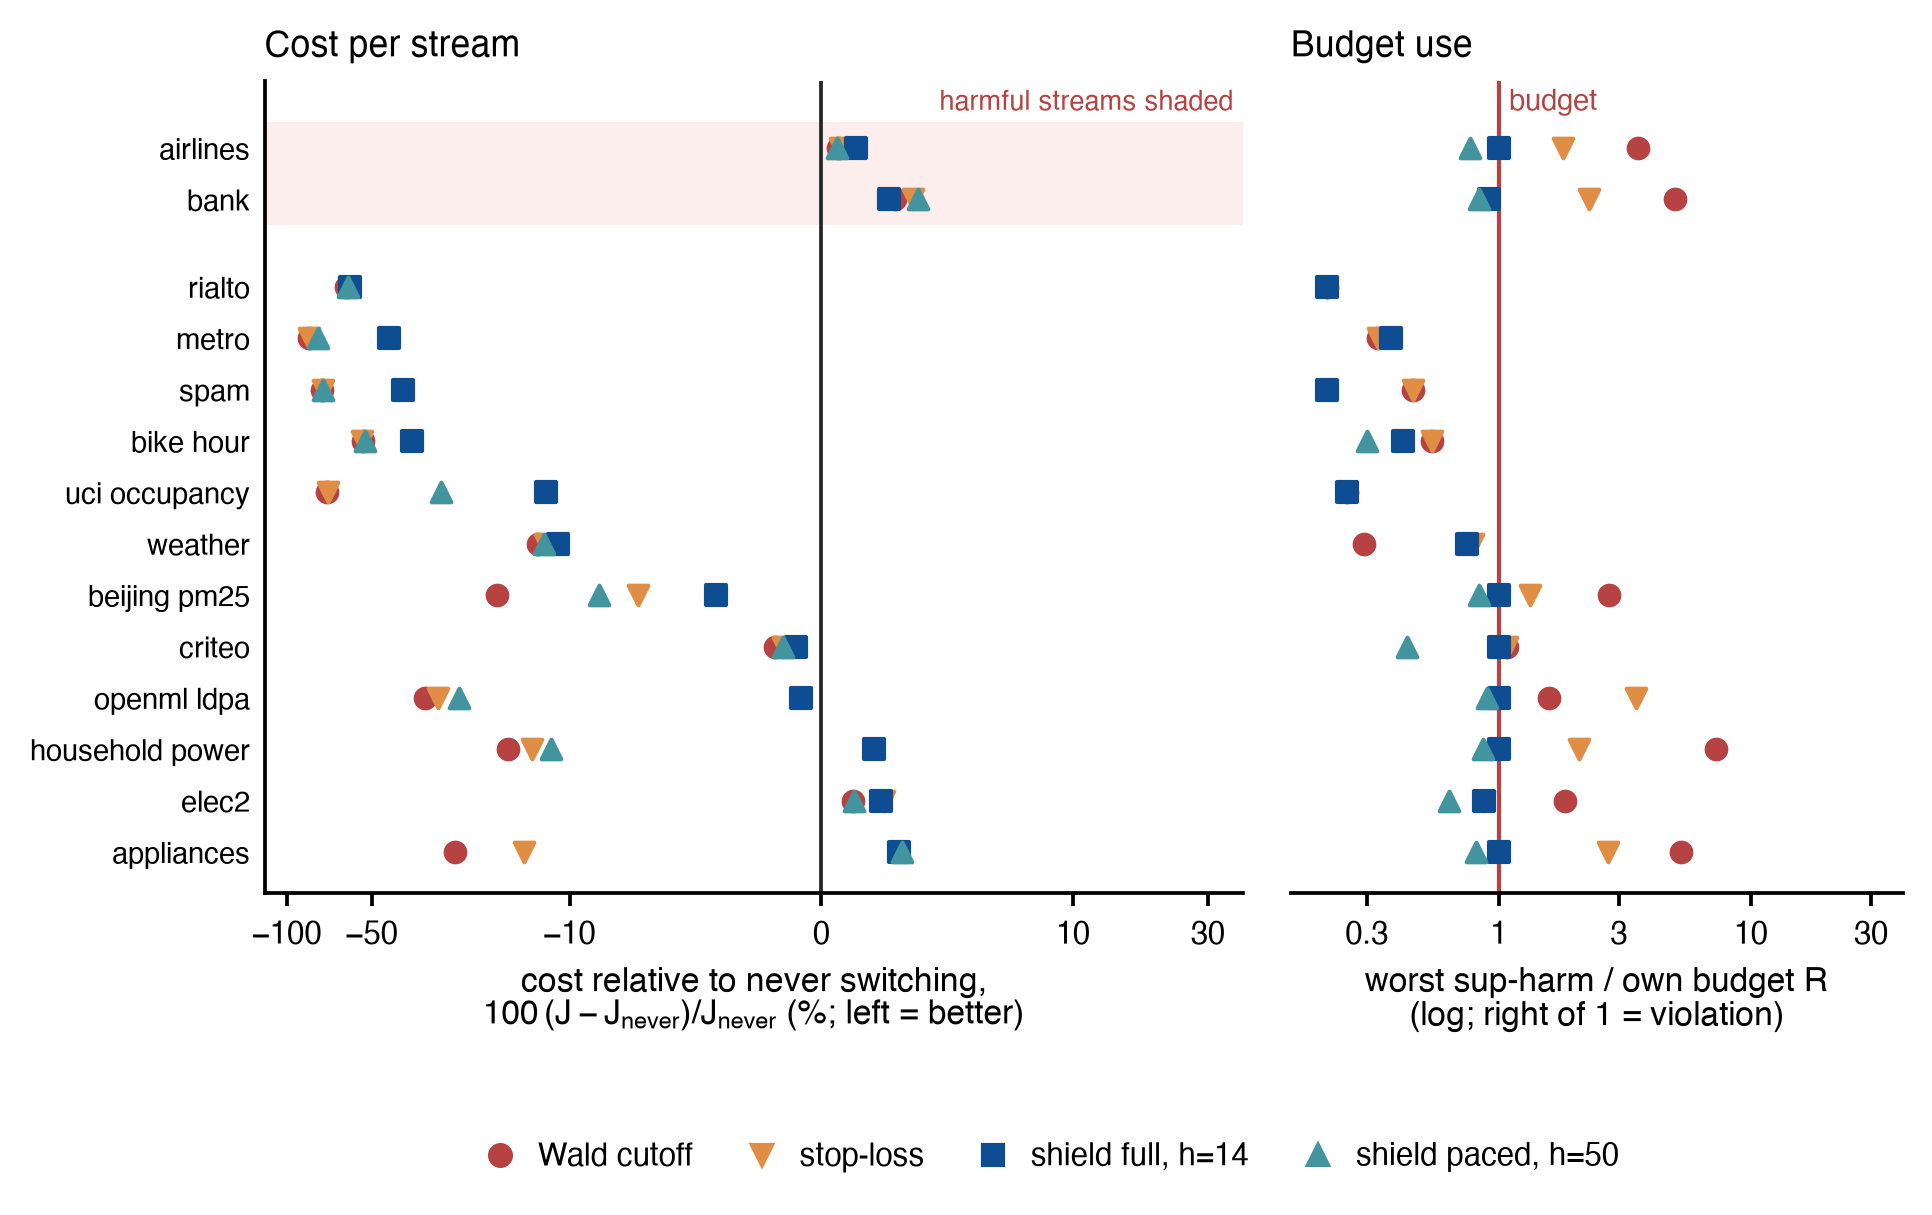 Cost per stream
Budget use
harmful streams shaded
budget
airlines
bank
rialto
metro
spam
bike hour
uci occupancy
weather
beijing pm25
criteo
openml ldpa
household power
elec2
appliances
−100 −50 −10 0 10 30
0.3 1 3 10 30
cost relative to never switching,
100 (J − Jnever)/Jnever (%; left = better)
worst sup-harm / own budget R
(log; right of 1 = violation)
Wald cutoff stop-loss shield full, h=14 shield paced, h=50